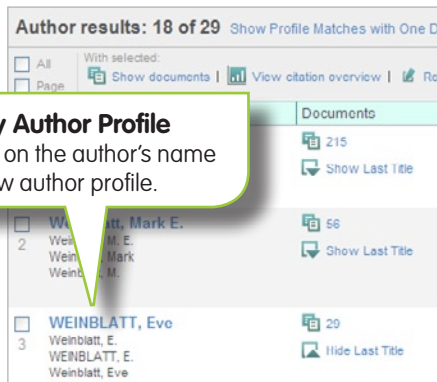 Author results: 18 of 29 Show Profile Matches with One D
All
With selected:
Page
Show documents | View citation overview |
Author Profile
on the author's name
w author profile.
Documents
215
Show Last Title
2
Mark E.
M. E.
Mark
M.
56
Show Last Title
3
WEINBLATT, Eve
Weinblatt, E.
WEINBLATT, E.
Weinblatt, Eve
29
Hide Last Title